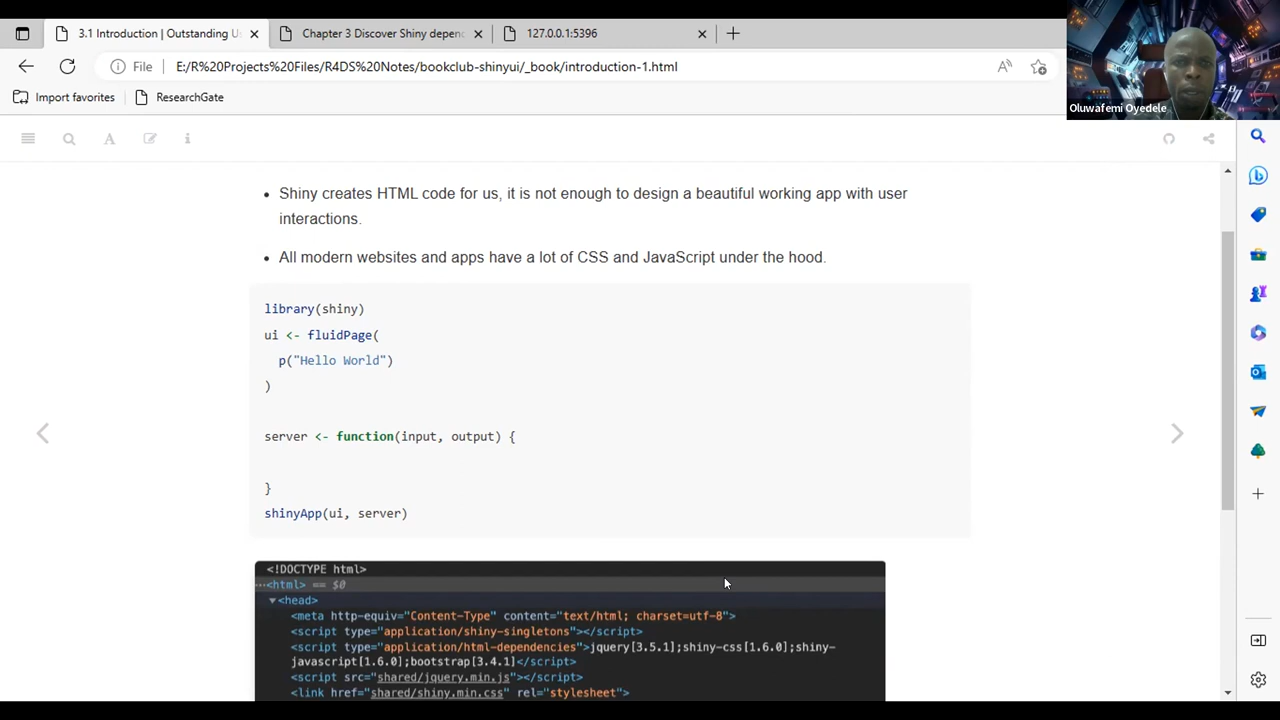 3.1 Introduction | Outstanding U
Chapter 3 Discover Shiny depend
127.0.0.1:5396
File
E:/R%20Projects%20Files/R4DS%20Notes/bookclub-shinyui/_book/introduction-1.html
Import favorites
ResearchGate
Oluwafemi Oyedele
Shiny creates HTML code for us, it is not enough to design a beautiful working app with user
interactions.
All modern websites and apps have a lot of CSS and JavaScript under the hood.
library(shiny)
ui <- fluidPage(
p("Hello World")
)
server <- function(input, output) {
}
shinyApp(ui, server)
<!DOCTYPE html>
<html> == $0
<head>
<meta http-equiv="Content-Type" content="text/html; charset=utf-8">
<script type="application/shiny-singletons"></script>
<script type="application/html-dependencies">jquery[3.5.1];shiny-css[1.6.0];shiny-
javascript[1.6.0];bootstrap[3.4.1]</script>
<script src="shared/jquery.min.js"></script>
<link href="shared/shiny.min.css" rel="stylesheet">